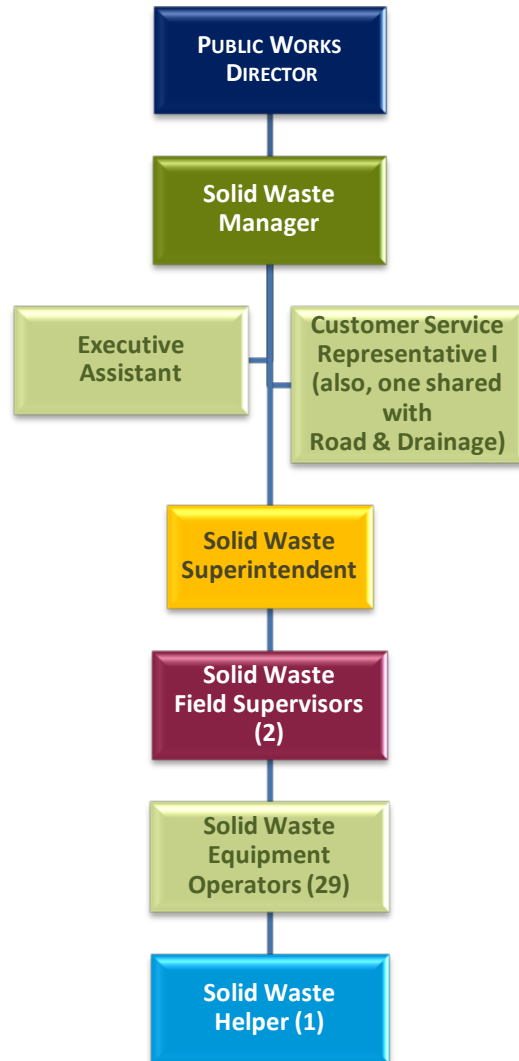 PUBLIC WORKS
DIRECTOR
Solid Waste
Manager
Executive
Assistant
Customer Service
Representative I
(also, one shared
with
Road & Drainage)
Solid Waste
Superintendent
Solid Waste
Field Supervisors
(2)
Solid Waste
Equipment
Operators (29)
Solid Waste
Helper (1)